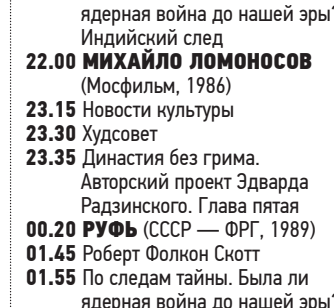 ядерная война до нашей эры?
Индийский след
22.00 МИХАЙЛО ЛОМОНОСОВ
(Мосфильм, 1986)
23.15 Новости культуры
23.30 Худсовет
23.35 Династия без грима.
Авторский проект Эдварда
Радзинского. Глава пятая
00.20 РУФЬ (СССР — ФРГ, 1989)
01.45 Роберт Фолкон Скотт
01.55 По следам тайны. Была ли
ядерная война до нашей эры?